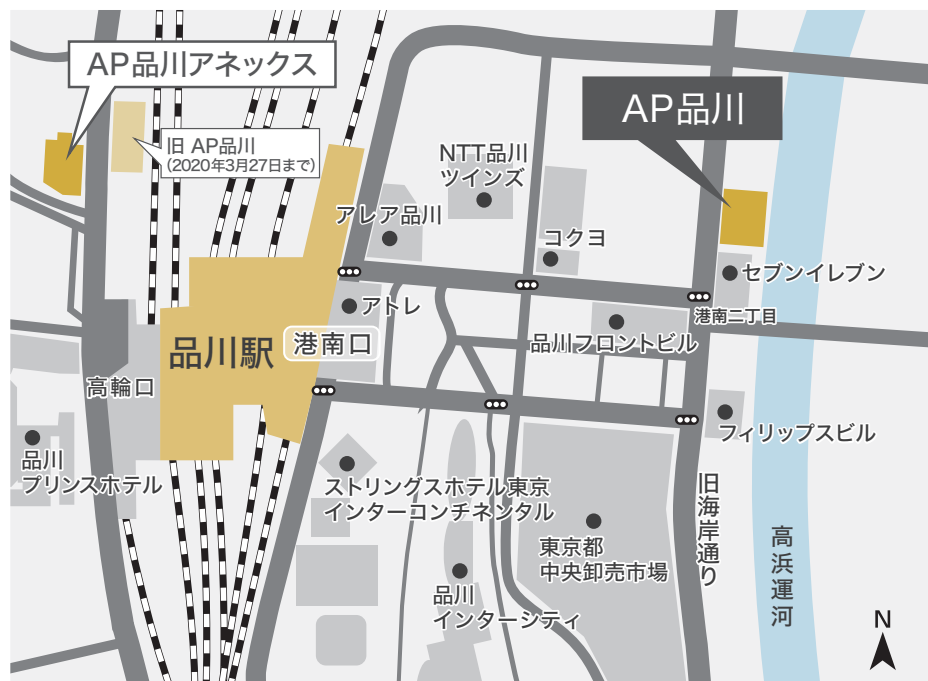 AP品川アネックス
旧 AP品川
(2020年3月27日まで)
AP品川
NTT品川
ツインズ
アレア品川
コクヨ
セブンイレブン
アトレ
港南二丁目
品川駅
港南口
品川フロントビル
高輪口
フィリップスビル
品川
プリンスホテル
ストリングスホテル東京
インターコンチネンタル
旧海岸通り
東京都
中央卸売市場
高浜運河
品川
インターシティ
N